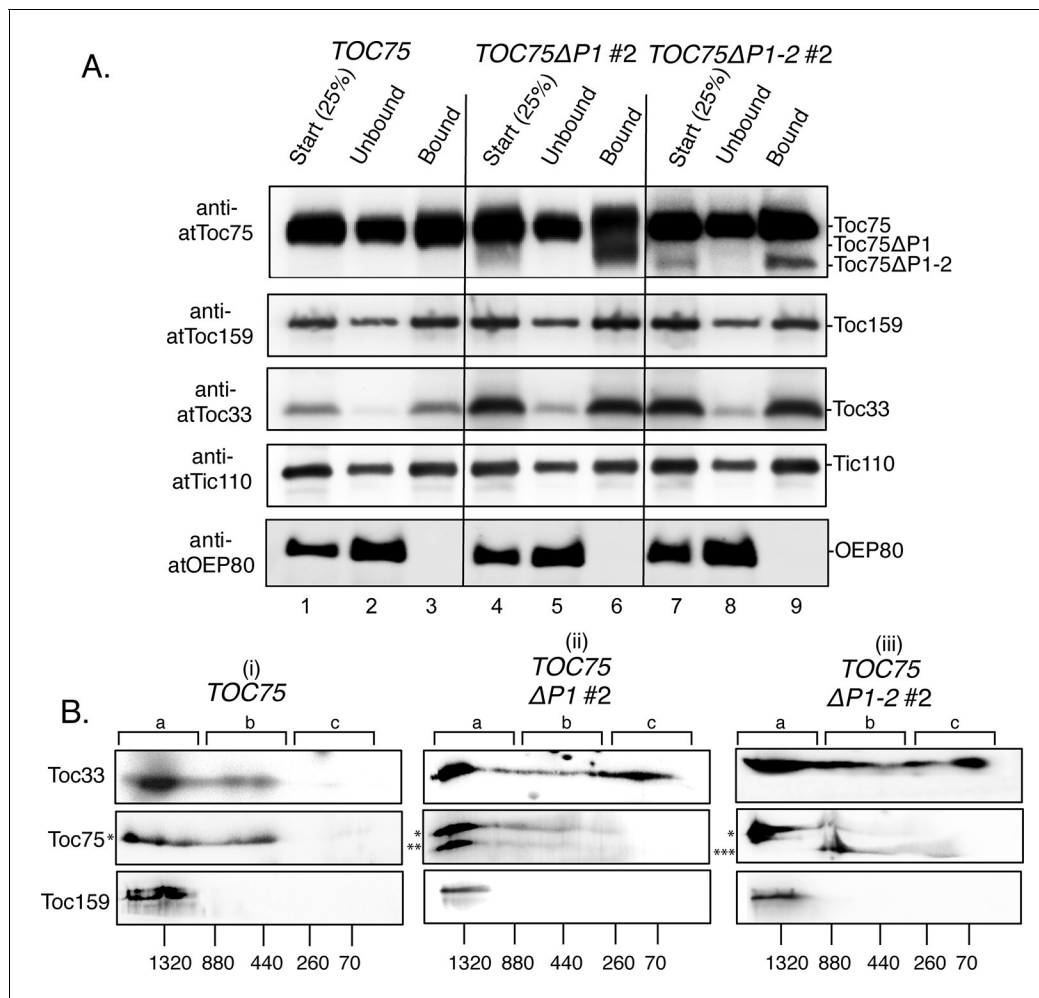 A.
TOC75 TOC75ΔP1 #2 TOC75ΔP1-2 #2
Start (25%) Unbound Bound Start (25%) Unbound Bound Start (25%) Unbound Bound
anti-
atToc75
Toc75
Toc75ΔP1
Toc75ΔP1-2
anti-
atToc159
Toc159
anti-
atToc33
Toc33
anti-
atTic110
Tic110
anti-
atOEP80
OEP80
1 2 3 4 5 6 7 8 9
B.
(i)
TOC75
(ii)
TOC75
ΔP1 #2
(iii)
TOC75
ΔP1-2 #2
a b c a b c a b c
Toc33
Toc75 * * ** * ***
Toc159
1320 880 440 260 70 1320 880 440 260 70 1320 880 440 260 70